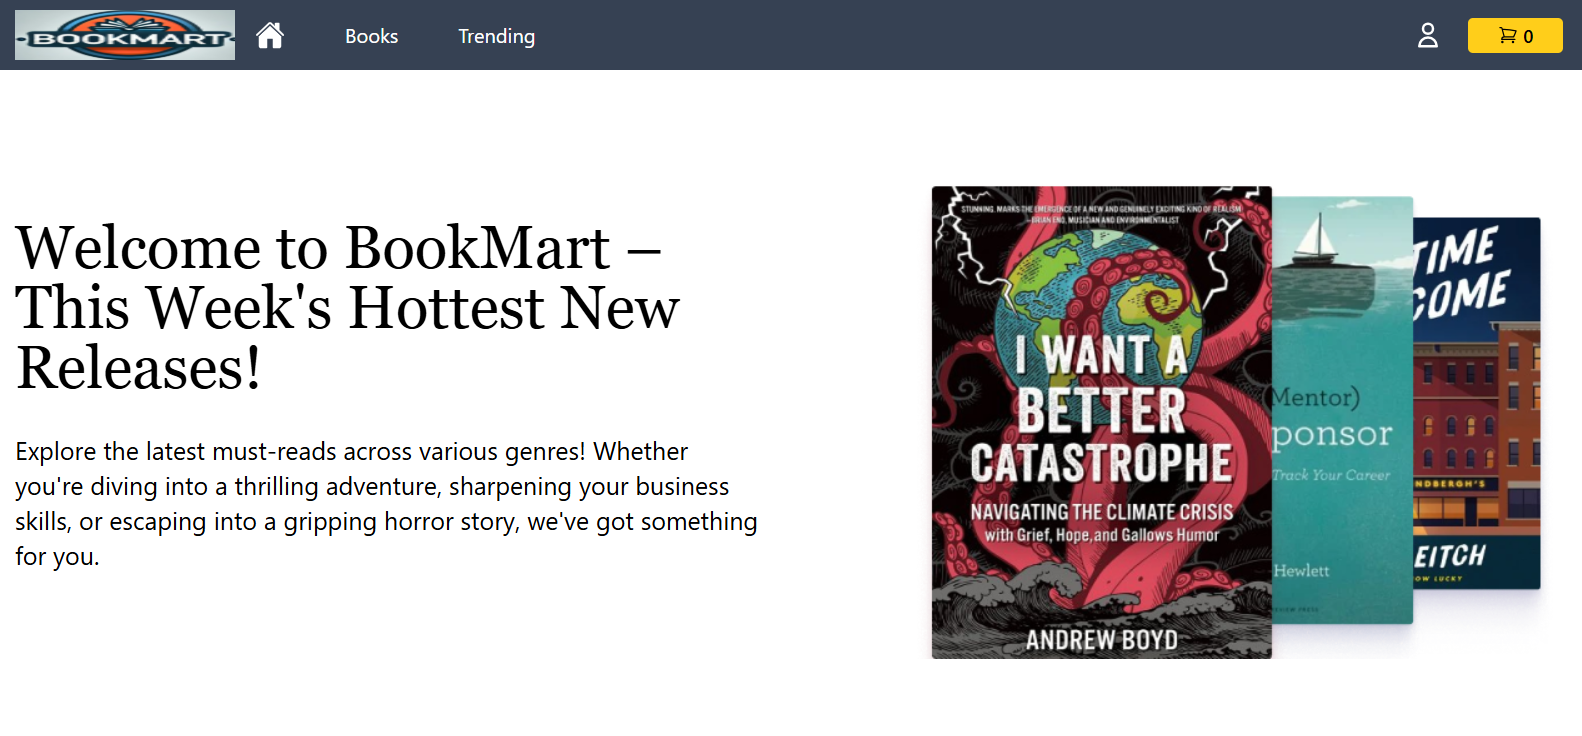 BOOKMART
Books
Trending
0
Welcome to BookMart –
This Week's Hottest New
Releases!
Explore the latest must-reads across various genres! Whether
you're diving into a thrilling adventure, sharpening your business
skills, or escaping into a gripping horror story, we've got something
for you.
STUNNING. MARKS THE EMERGENCE OF A NEW AND GENUINELY EXCITING KIND OF REALISM
—BRIAN ENO, MUSICIAN AND ENVIRONMENTALIST
I WANT A
BETTER
CATASTROPHE
NAVIGATING THE CLIMATE CRISIS
with Grief, Hope, and Gallows Humor
ANDREW BOYD
(Mentor)
ponsor
Track Your Career
Hewlett
TIME
COME
NDBERGH'S
EITCH
OW LUCKY